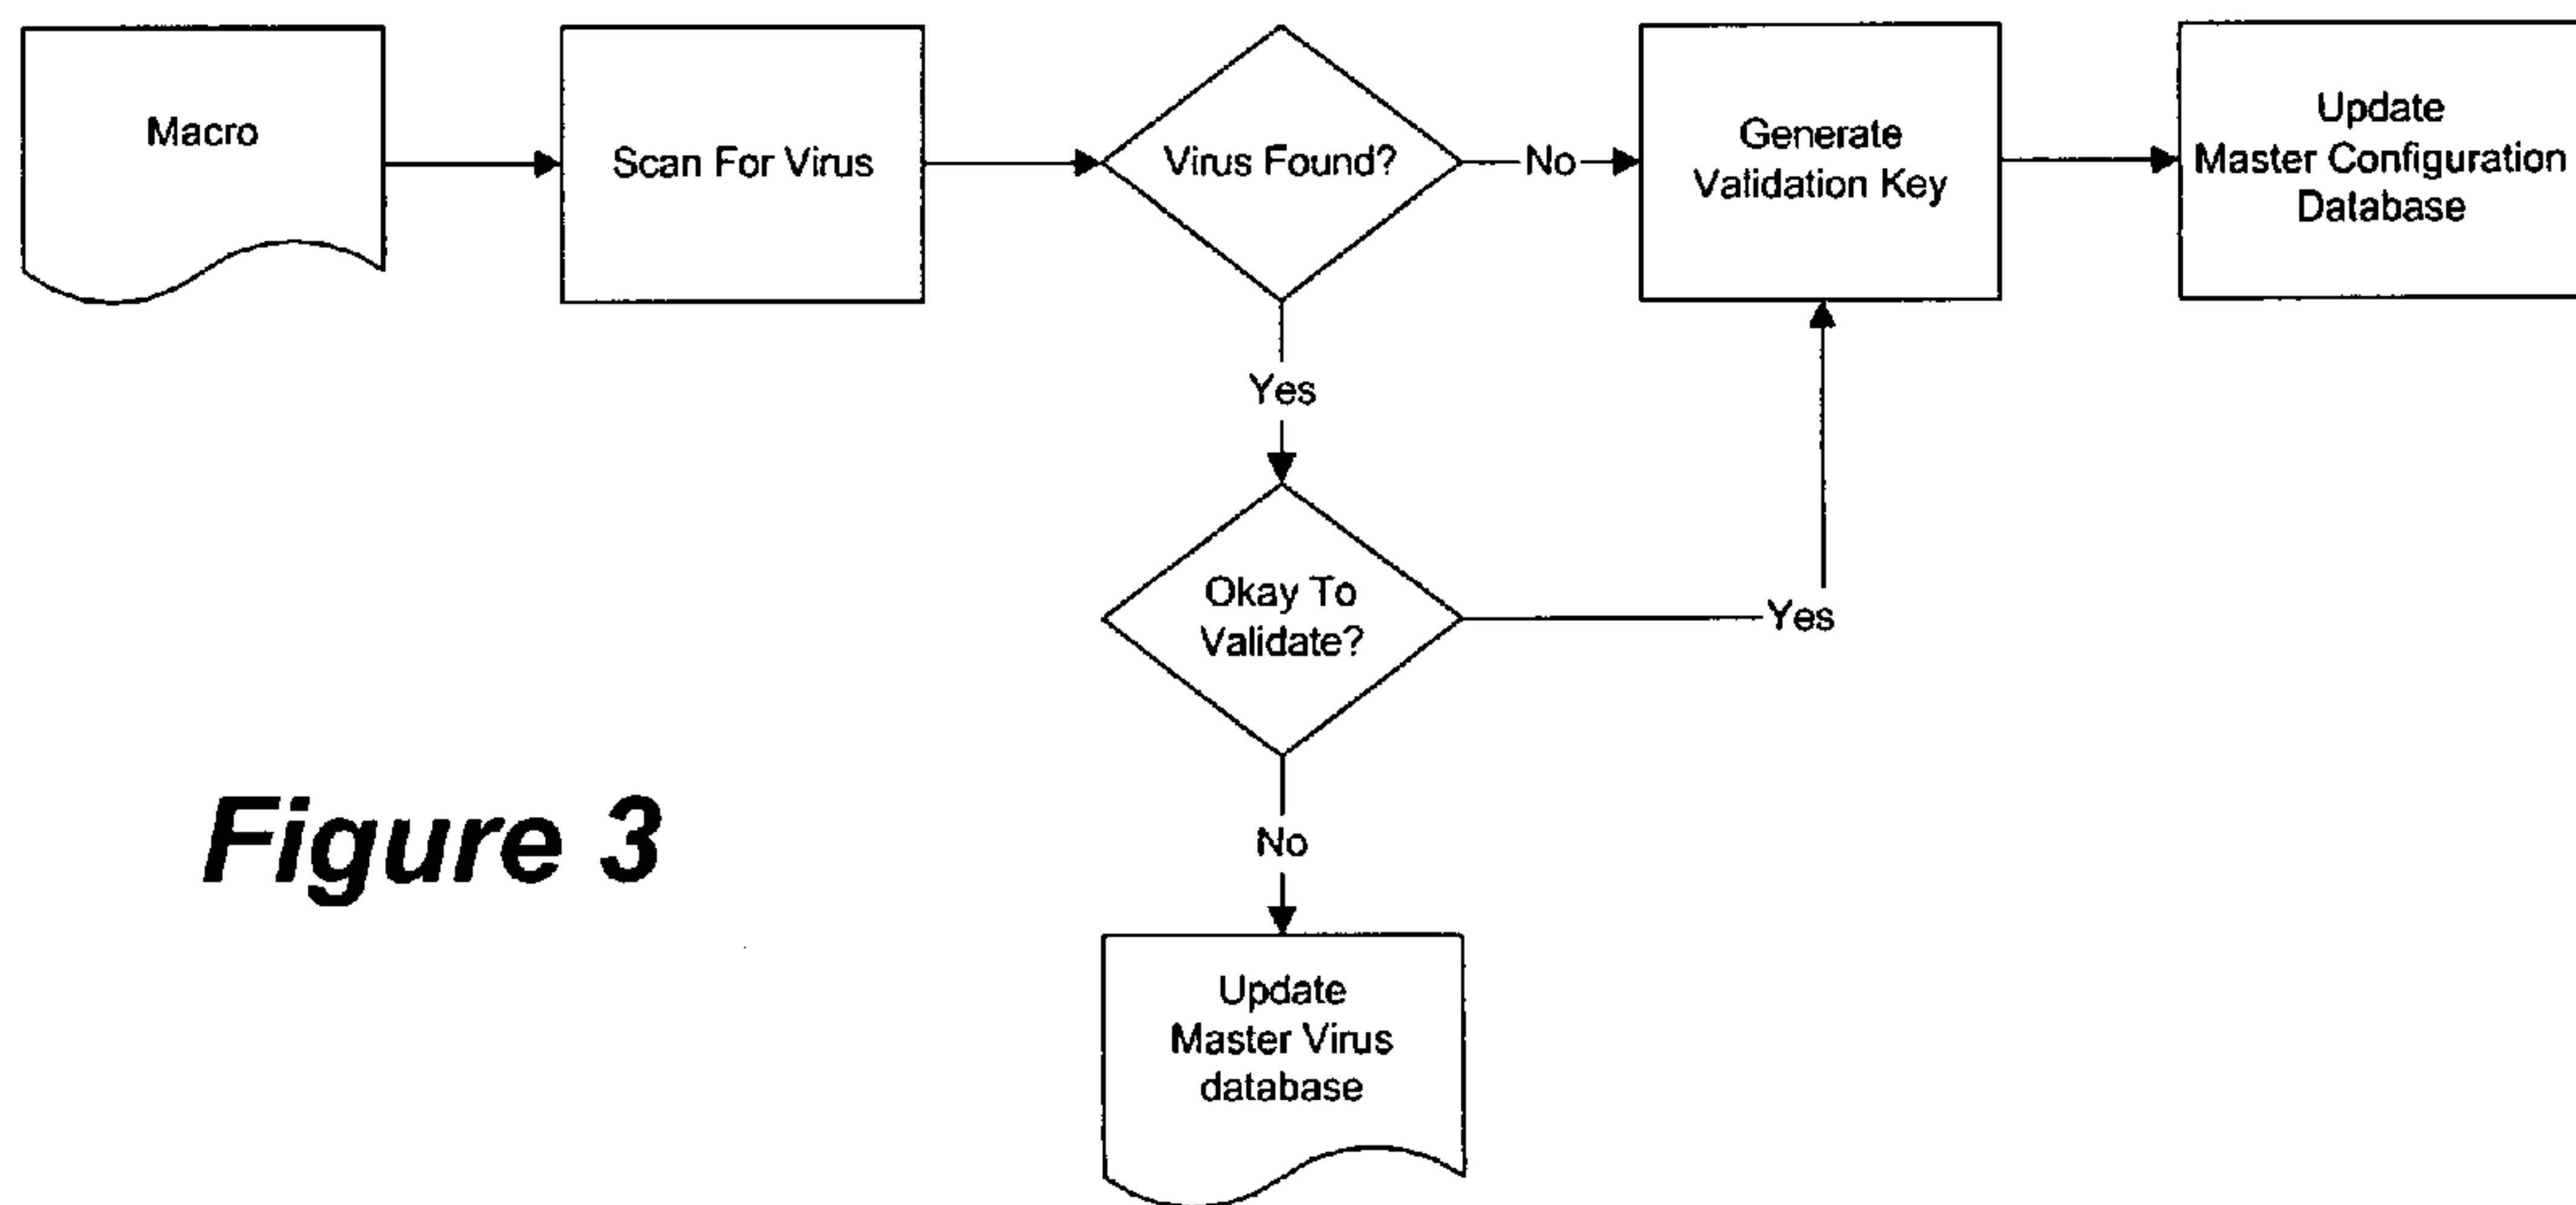 Macro
Scan For Virus
Virus Found?
No
Generate
Validation Key
Update
Master Configuration
Database
Yes
Okay To
Validate?
Yes
No
Update
Master Virus
database
Figure 3